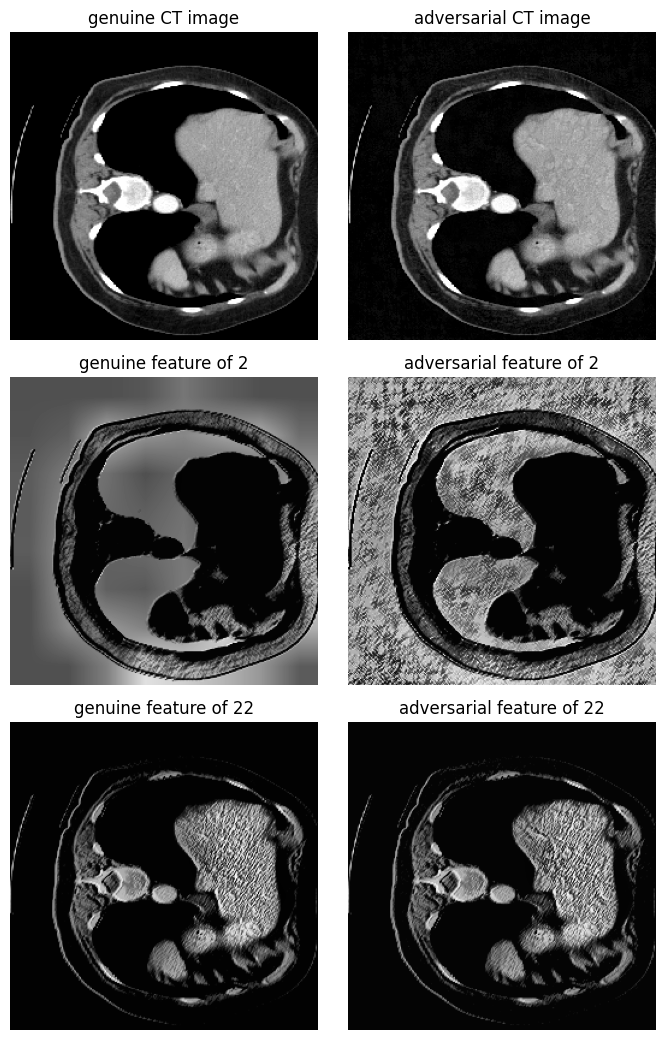 genuine CT image
adversarial CT image
genuine feature of 2
adversarial feature of 2
genuine feature of 22
adversarial feature of 22